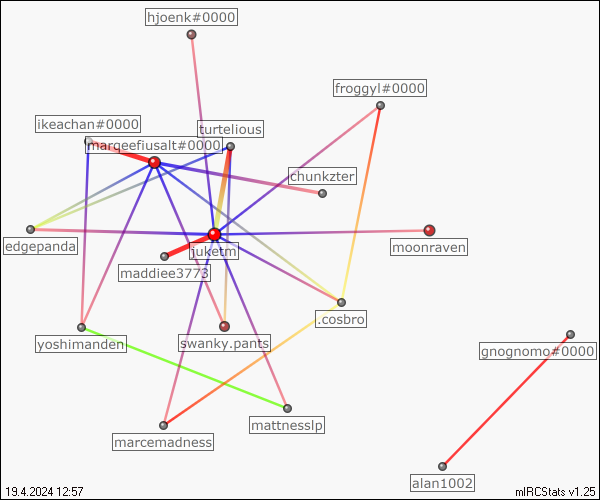 hjoenk#0000
froggyl#0000
ikeachan#0000
turtelious
marqeefiusalt#0000
chunkzter
edgepanda
moonraven
juketm
maddiee3773
.cosbro
yoshimanden
swanky.pants
gnognomo#0000
mattnesslp
marcemadness
alan1002
19.4.2024 12:57
mIRCStats v1.25